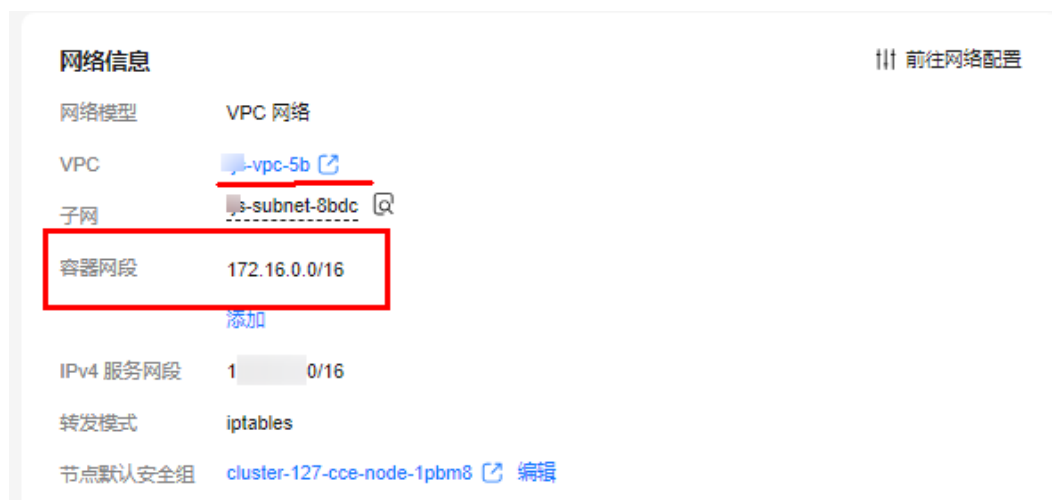 网络信息
前往网络配置
网络模型 VPC 网络
VPC -vpc-5b
子网 s-subnet-8bdc
容器网段 172.16.0.0/16
添加
IPv4 服务网段 1 0/16
转发模式 iptables
节点默认安全组 cluster-127-cce-node-1pbm8 编辑